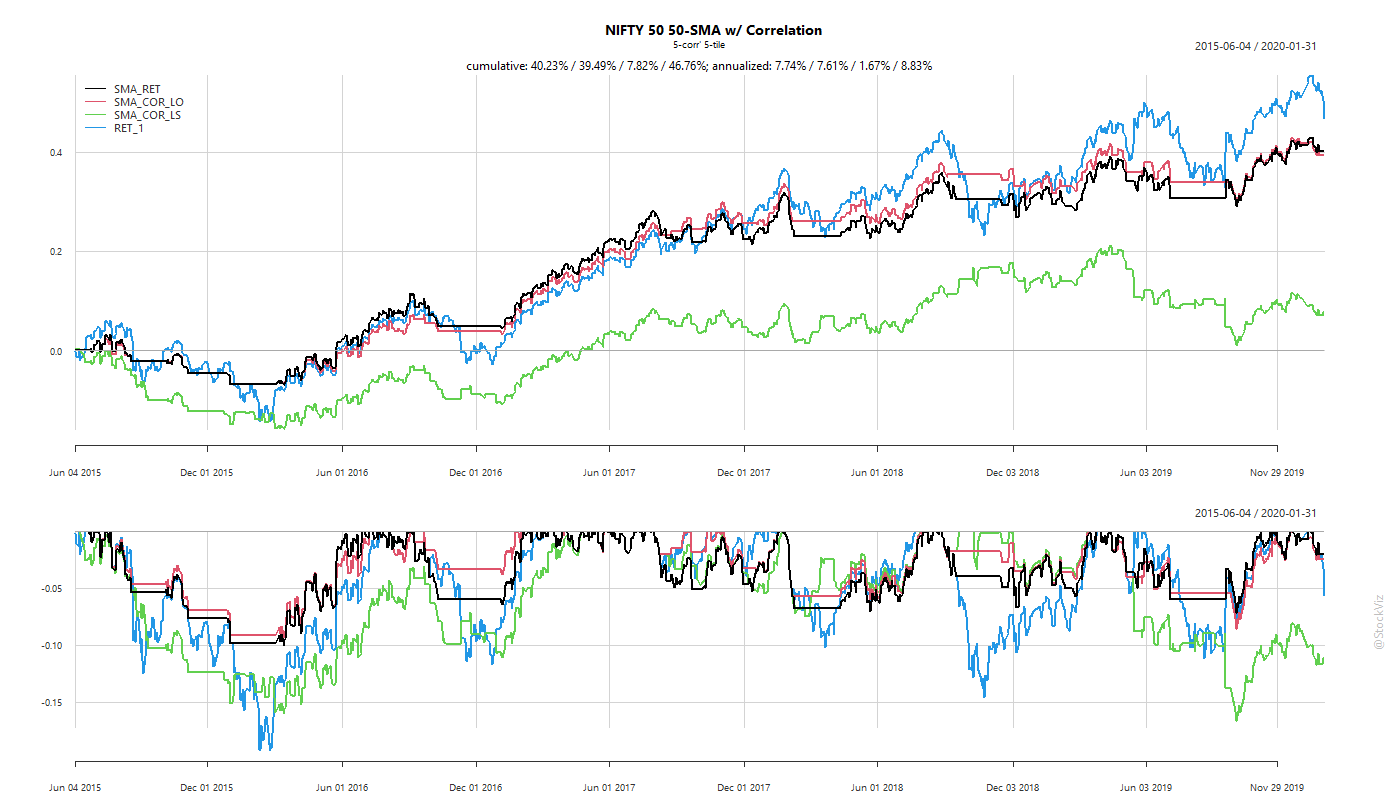 NIFTY 50 50-SMA w/ Correlation
5-corr' 5-tile
2015-06-04 / 2020-01-31
cumulative: 40.23% / 39.49% / 7.82% / 46.76%; annualized: 7.74% / 7.61% / 1.67% / 8.83%
SMA_RET
SMA_COR_LO
SMA_COR_LS
RET_1
0.4
0.2
0.0
Jun 04 2015 Dec 01 2015 Jun 01 2016 Dec 01 2016 Jun 01 2017 Dec 01 2017 Jun 01 2018 Dec 03 2018 Jun 03 2019 Nov 29 2019
2015-06-04 / 2020-01-31
-0.05
-0.10
-0.15
Jun 04 2015 Dec 01 2015 Jun 01 2016 Dec 01 2016 Jun 01 2017 Dec 01 2017 Jun 01 2018 Dec 03 2018 Jun 03 2019 Nov 29 2019
@StockViz